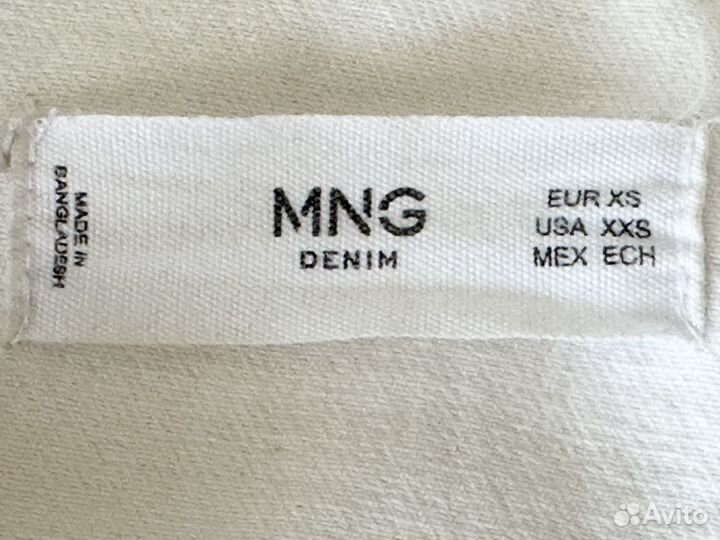 MADE IN
BANGLADESH
MNG
DENIM
EUR XS
USA XXS
MEX ECH
Avito